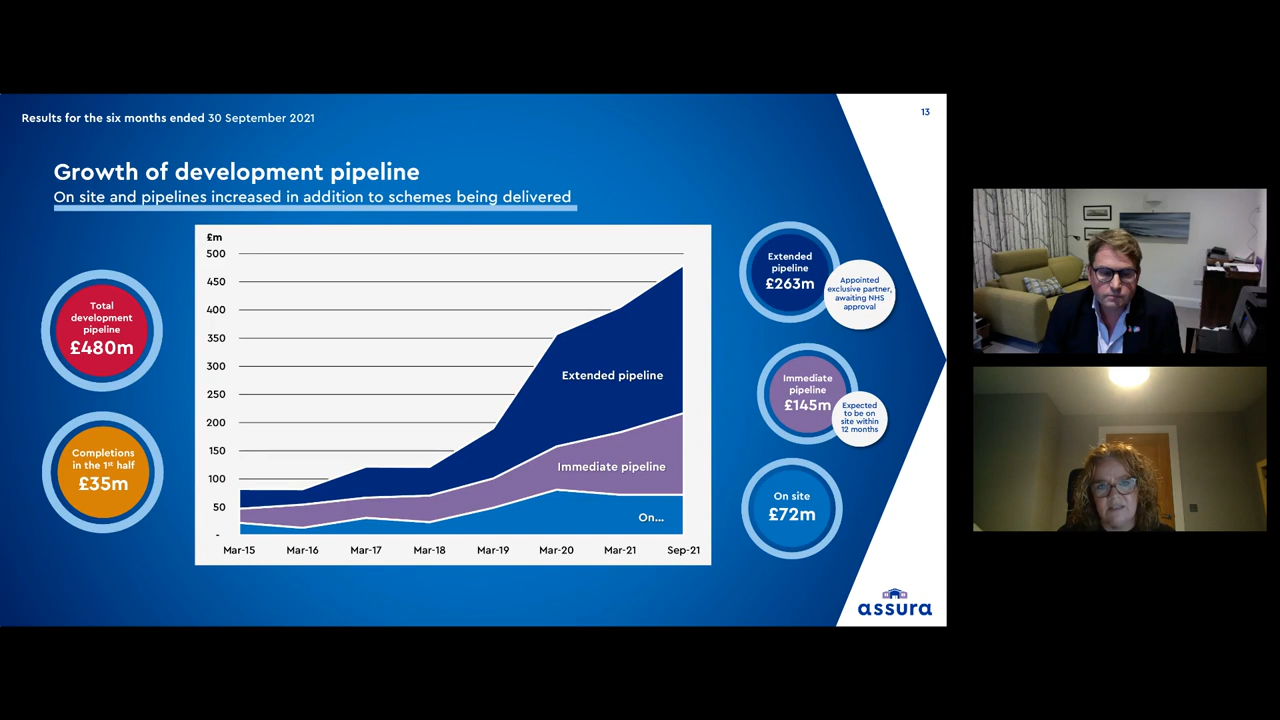 Results for the six months ended 30 September 2021
13
Growth of development pipeline
On site and pipelines increased in addition to schemes being delivered
Total
development
pipeline
£480m
Completions
in the 1st half
£35m
£m
500
450
400
350
300
250
200
150
100
50
-
Mar-15 Mar-16 Mar-17 Mar-18 Mar-19 Mar-20 Mar-21 Sep-21
Extended pipeline
Immediate pipeline
On...
Extended
pipeline
£263m
Appointed
exclusive partner,
awaiting NHS
approval
Immediate
pipeline
£145m
Expected
to be on
site within
12 months
On site
£72m
assura